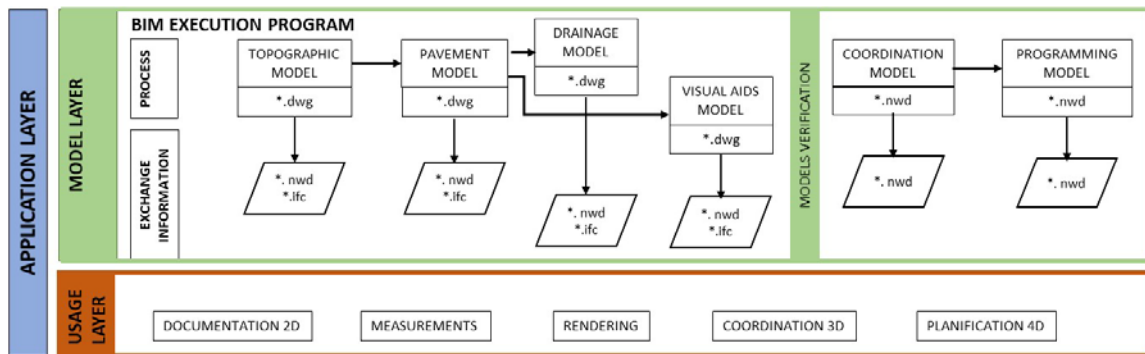 APPLICATION LAYER
MODEL LAYER
BIM EXECUTION PROGRAM
PROCESS
EXCHANGE
INFORMATION
TOPOGRAPHIC
MODEL
*.dwg
*. nwd
*.ifc
PAVEMENT
MODEL
*.dwg
*. nwd
*.ifc
DRAINAGE
MODEL
*.dwg
*. nwd
*.ifc
VISUAL AIDS
MODEL
*.dwg
*. nwd
*.ifc
MODELS VERIFICATION
COORDINATION
MODEL
*.nwd
*. nwd
PROGRAMMING
MODEL
*.nwd
*. nwd
USAGE
LAYER
DOCUMENTATION 2D
MEASUREMENTS
RENDERING
COORDINATION 3D
PLANIFICATION 4D